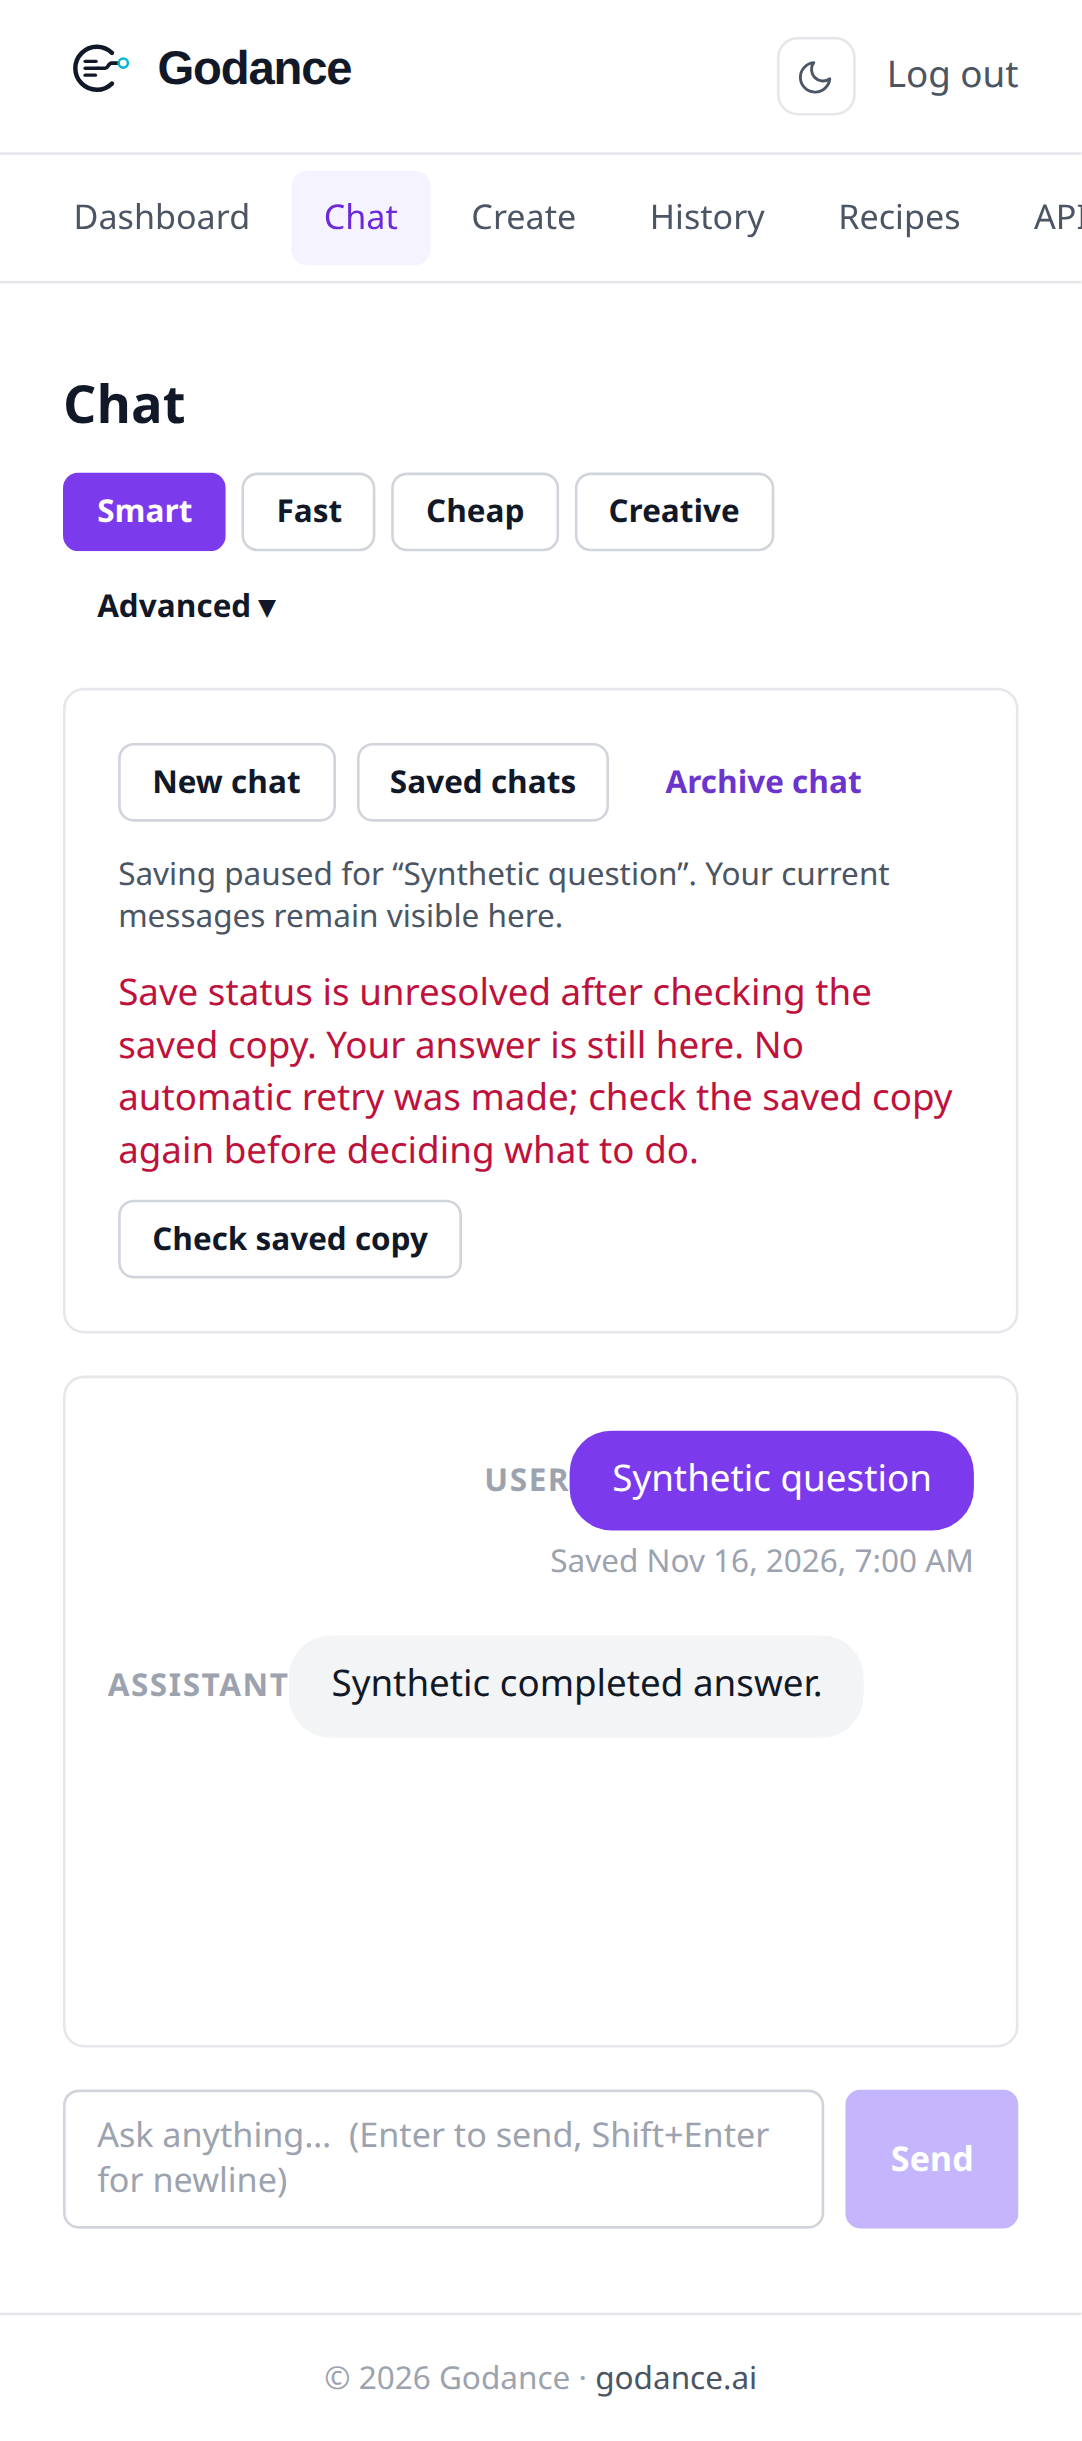 Godance
Log out
Dashboard Chat Create History Recipes API
Chat
Smart Fast Cheap Creative
Advanced ▼
New chat Saved chats Archive chat
Saving paused for “Synthetic question”. Your current
messages remain visible here.
Save status is unresolved after checking the
saved copy. Your answer is still here. No
automatic retry was made; check the saved copy
again before deciding what to do.
Check saved copy
USER Synthetic question
Saved Nov 16, 2026, 7:00 AM
ASSISTANT Synthetic completed answer.
Ask anything... (Enter to send, Shift+Enter
for newline)
Send
© 2026 Godance · godance.ai